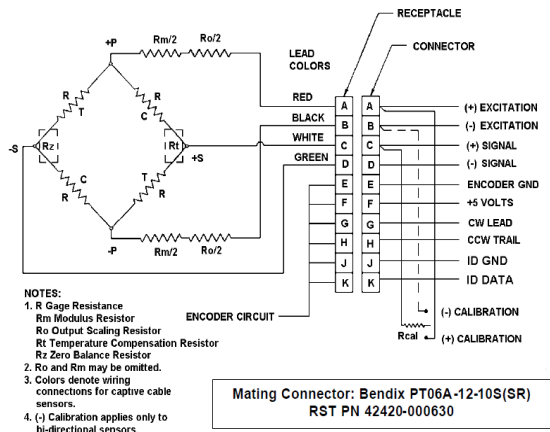 RECEPTACLE
CONNECTOR
+P
Rm/2 Ro/2
LEAD
COLORS
R
T
R
C
RED
BLACK
WHITE
GREEN
-S
Rz
Rt
+S
C
R
T
R
-P
Rm/2 Ro/2
A A (+) EXCITATION
B B (-) EXCITATION
C C (+) SIGNAL
D D (-) SIGNAL
E E ENCODER GND
F F +5 VOLTS
G G CW LEAD
H H CCW TRAIL
J J ID GND
K K ID DATA
ENCODER CIRCUIT
(-) CALIBRATION
Rcal
(+) CALIBRATION
NOTES:
1. R Gage Resistance
Rm Modulus Resistor
Ro Output Scaling Resistor
Rt Temperature Compensation Resistor
Rz Zero Balance Resistor
2. Ro and Rm may be omitted.
3. Colors denote wiring
connections for captive cable
sensors.
4. (-) Calibration applies only to
bi-directional sensors
Mating Connector: Bendix PT06A-12-10S(SR)
RST PN 42420-000630